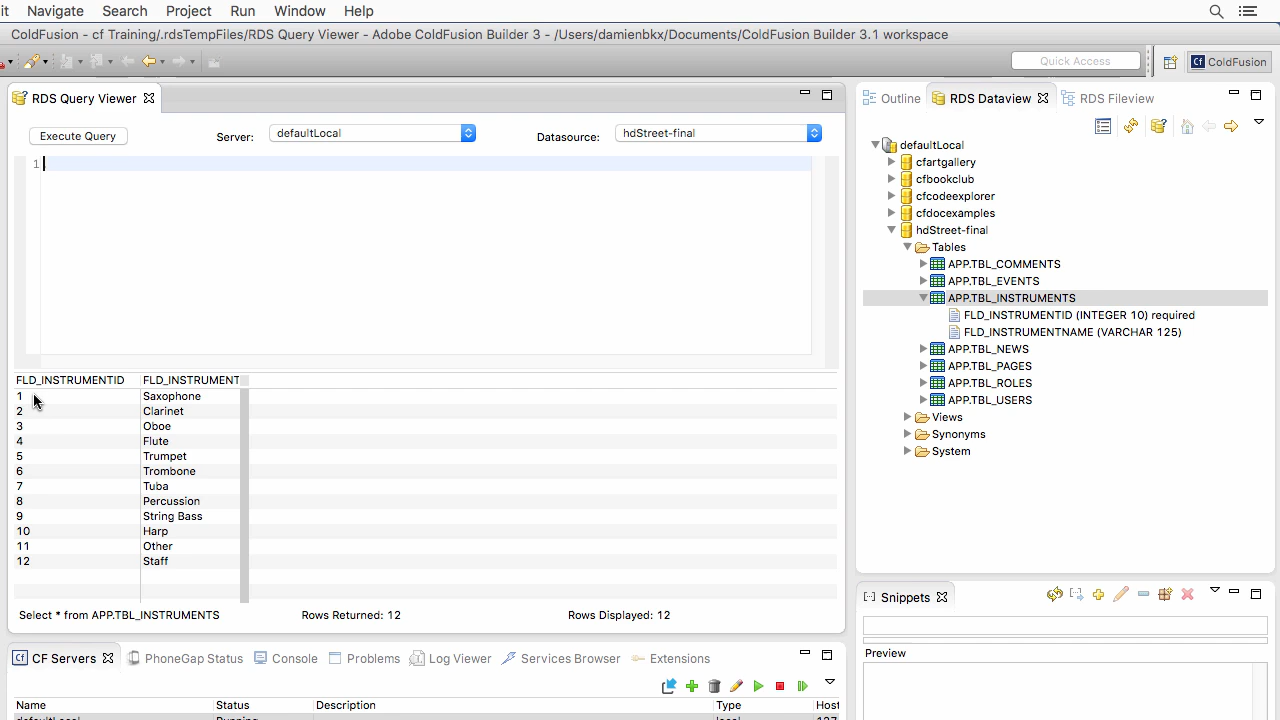 it Navigate Search Project Run Window Help
ColdFusion - cf Training/.rdsTempFiles/RDS Query Viewer - Adobe ColdFusion Builder 3 - /Users/damienbkx/Documents/ColdFusion Builder 3.1 workspace
Quick Access
Cf ColdFusion
RDS Query Viewer
Execute Query Server: defaultLocal Datasource: hdStreet-final
1
FLD_INSTRUMENTID FLD_INSTRUMENT
1 Saxophone
2 Clarinet
3 Oboe
4 Flute
5 Trumpet
6 Trombone
7 Tuba
8 Percussion
9 String Bass
10 Harp
11 Other
12 Staff
Select * from APP.TBL_INSTRUMENTS Rows Returned: 12 Rows Displayed: 12
Outline RDS Dataview RDS Fileview
defaultLocal
cfartgallery
cfbookclub
cfcodeexplorer
cfdocexamples
hdStreet-final
Tables
APP.TBL_COMMENTS
APP.TBL_EVENTS
APP.TBL_INSTRUMENTS
FLD_INSTRUMENTID (INTEGER 10) required
FLD_INSTRUMENTNAME (VARCHAR 125)
APP.TBL_NEWS
APP.TBL_PAGES
APP.TBL_ROLES
APP.TBL_USERS
Views
Synonyms
System
Snippets
Preview
Cf CF Servers PhoneGap Status Console Problems Log Viewer Services Browser Extensions
Name Status Description Type Host
defaultLocal Running local 127